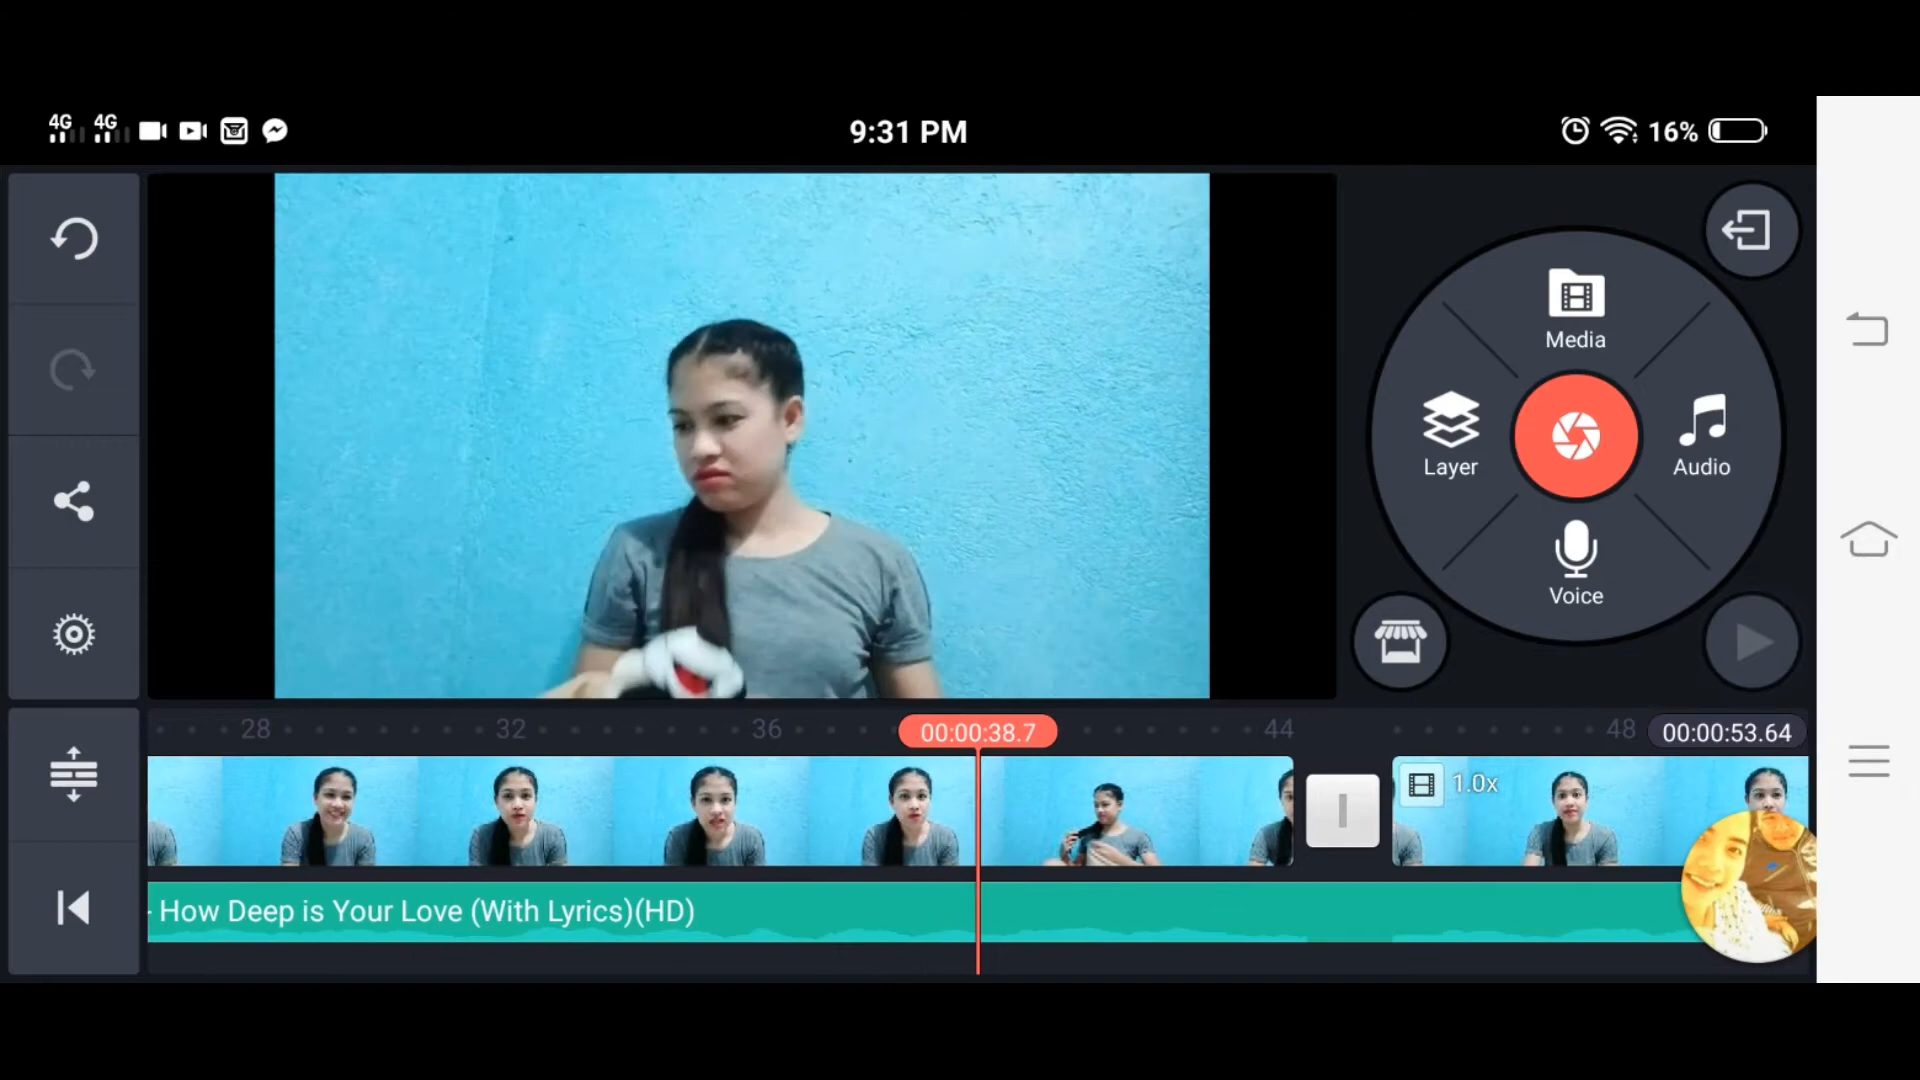 4G 4G 9:31 PM 16%
Media
Layer
Audio
Voice
28 32 36 00:00:38.7 44 48 00:00:53.64
1.0x
How Deep is Your Love (With Lyrics)(HD)